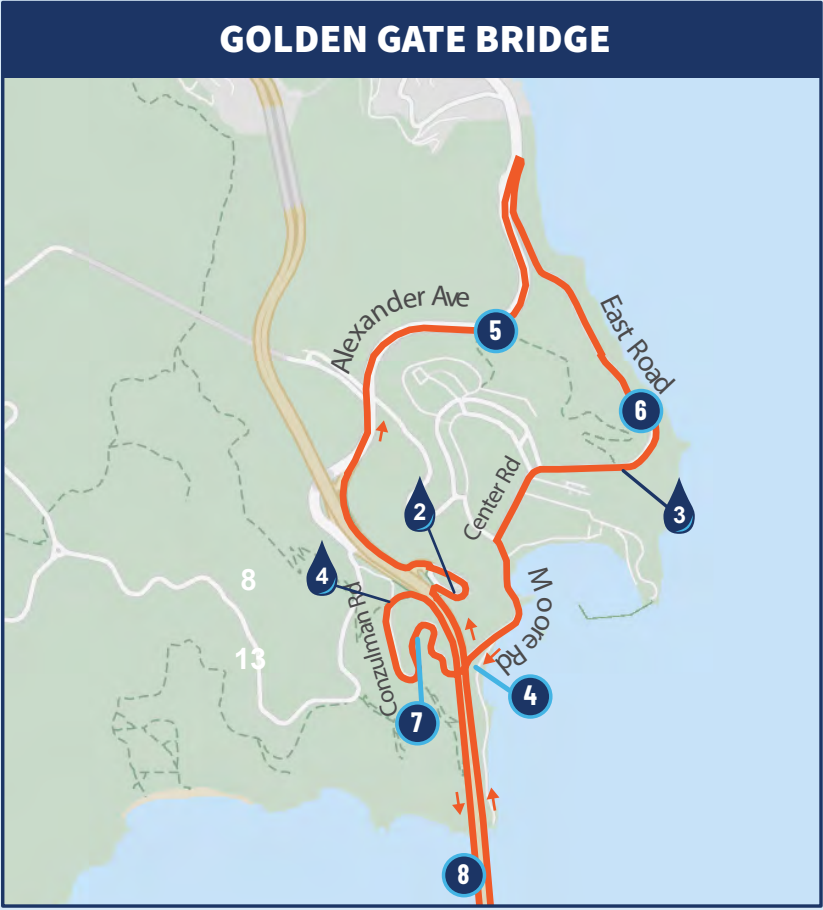 GOLDEN GATE BRIDGE
Alexander Ave
5
East Road
6
2
Center Rd
3
4
8
Conzulman Rd
Moore Rd
13
4
7
8